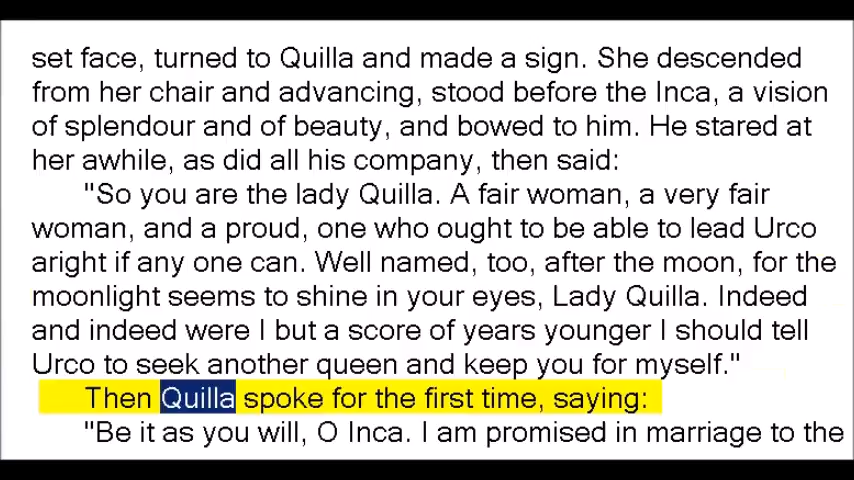 set face, turned to Quilla and made a sign. She descended
from her chair and advancing, stood before the Inca, a vision
of splendour and of beauty, and bowed to him. He stared at
her awhile, as did all his company, then said:
"So you are the lady Quilla. A fair woman, a very fair
woman, and a proud, one who ought to be able to lead Urco
aright if any one can. Well named, too, after the moon, for the
moonlight seems to shine in your eyes, Lady Quilla. Indeed
and indeed were I but a score of years younger I should tell
Urco to seek another queen and keep you for myself."
Then Quilla spoke for the first time, saying:
"Be it as you will, O Inca. I am promised in marriage to the